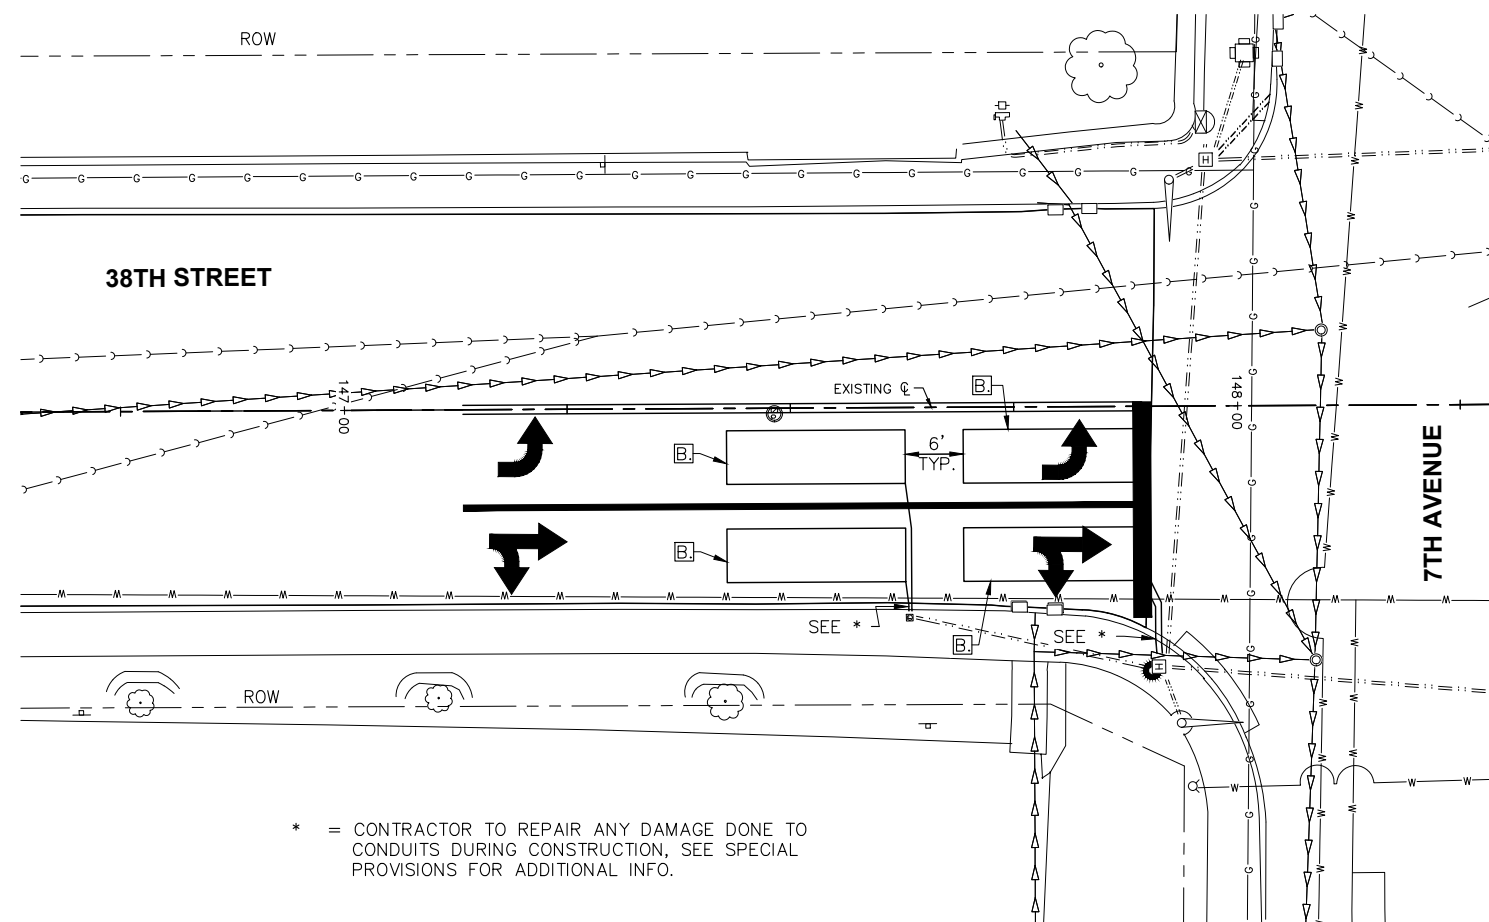 ROW
38TH STREET
147+00
EXISTING ℄
B.
148+00
B.
6'
TYP.
7TH AVENUE
B.
SEE *
B.
SEE *
ROW
* = CONTRACTOR TO REPAIR ANY DAMAGE DONE TO
CONDUITS DURING CONSTRUCTION, SEE SPECIAL
PROVISIONS FOR ADDITIONAL INFO.
G G G G G G G G G G G G G G G G G G G G G G
G
G
G
G
G
G
G
G
G
G
G
G
G
W W W W W W W W W W W W W W W W W W W W W W W W W W
W
W
W
W
W
W
W
W
W
W
W
W
H
H